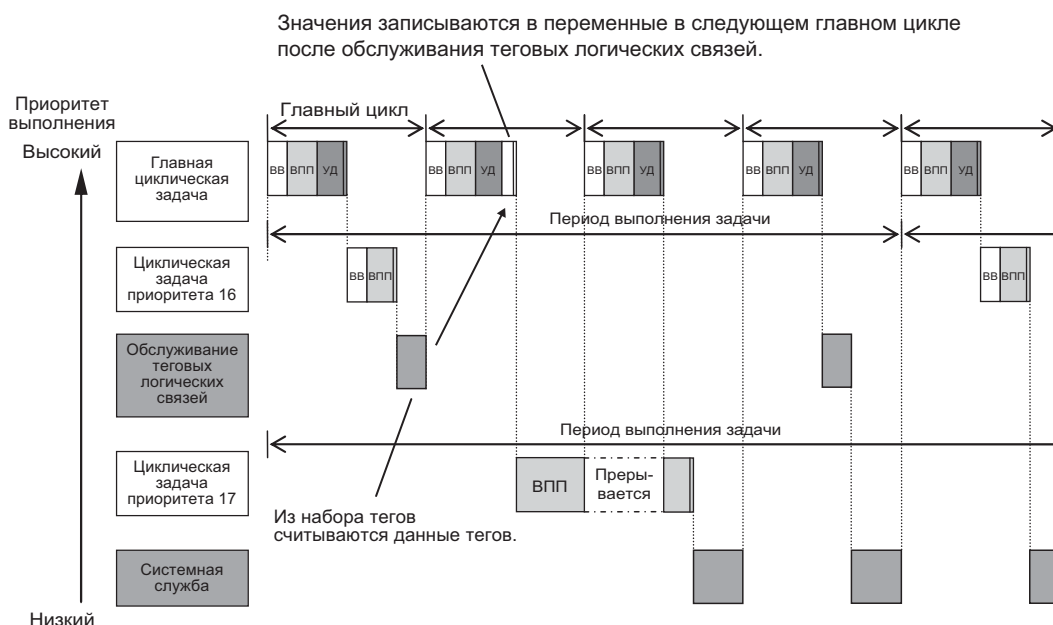 Значения записываются в переменные в следующем главном цикле
после обслуживания теговых логических связей.
Приоритет
выполнения
Главный цикл
Высокий
Главная
циклическая
задача
ВВ ВПП УД
ВВ ВПП УД
ВВ ВПП УД
ВВ ВПП УД
ВВ ВПП УД
Период выполнения задачи
Циклическая
задача
приоритета 16
ВВ ВПП
ВВ ВПП
Обслуживание
теговых
логических
связей
Период выполнения задачи
Циклическая
задача
приоритета 17
ВПП
Преры-
вается
Из набора тегов
считываются данные тегов.
Системная
служба
Низкий